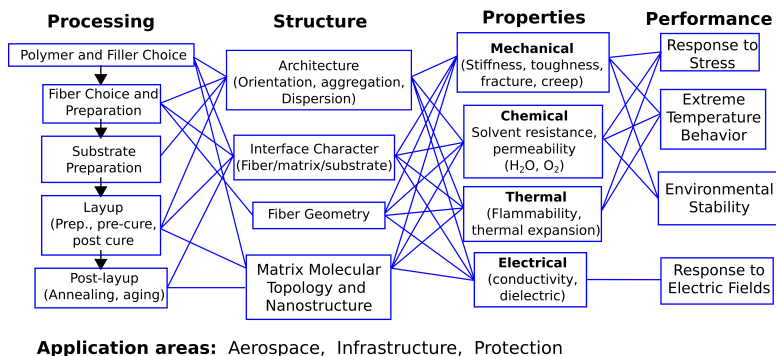 Processing
Structure
Properties
Performance
Polymer and Filler Choice
Fiber Choice and
Preparation
Substrate
Preparation
Layup
(Prep., pre-cure,
post cure
Post-layup
(Annealing, aging)
Architecture
(Orientation, aggregation,
Dispersion)
Interface Character
(Fiber/matrix/substrate)
Fiber Geometry
Matrix Molecular
Topology and
Nanostructure
Mechanical
(Stiffness, toughness,
fracture, creep)
Chemical
Solvent resistance,
permeability
(H₂O, O₂)
Thermal
(Flammability,
thermal expansion)
Electrical
(conductivity,
dielectric)
Response to
Stress
Extreme
Temperature
Behavior
Environmental
Stability
Response to
Electric Fields
Application areas: Aerospace, Infrastructure, Protection